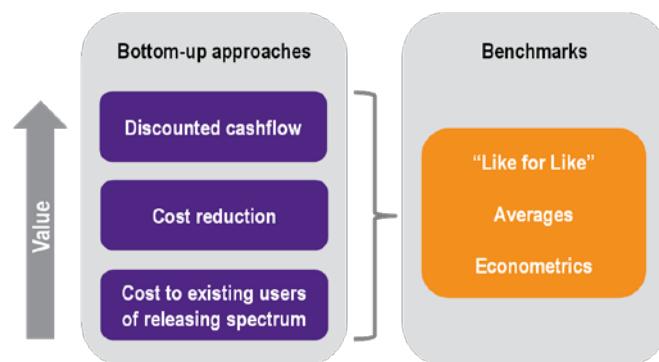 Bottom-up approaches
Discounted cashflow
Cost reduction
Cost to existing users
of releasing spectrum
Value
Benchmarks
“Like for Like”
Averages
Econometrics